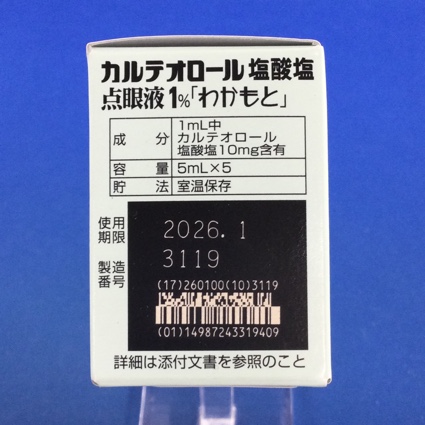 カルテオロール塩酸塩
点眼液1%「わかもと」
成分 1mL中
カルテオロール
塩酸塩10mg含有
容量 5mL×5
貯法 室温保存
使用期限 2026.1
製造番号 3119
(17)260100(10)3119
(01)14987243319409
詳細は添付文書を参照のこと